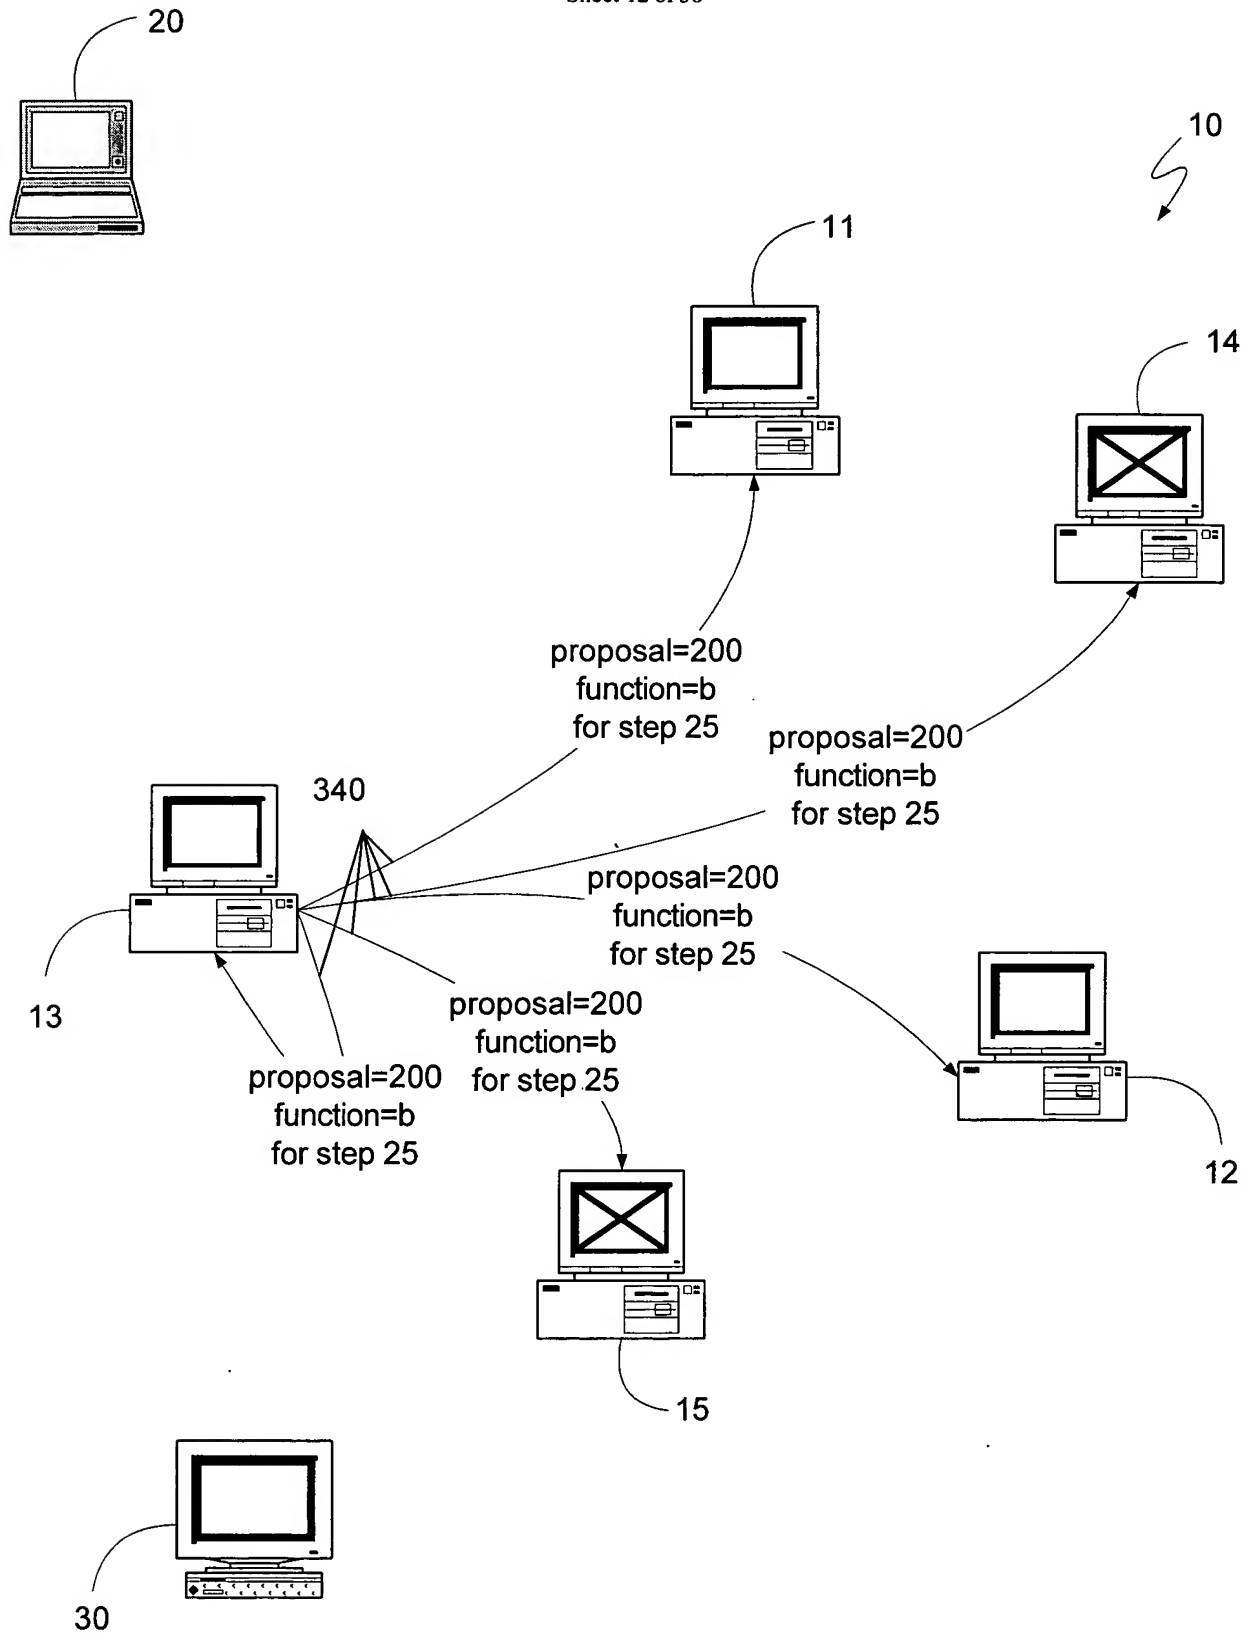 20
10
11
14
proposal=200
function=b
for step 25
proposal=200
function=b
for step 25
340
proposal=200
function=b
for step 25
13
proposal=200
function=b
for step 25
proposal=200
function=b
for step 25
12
15
30